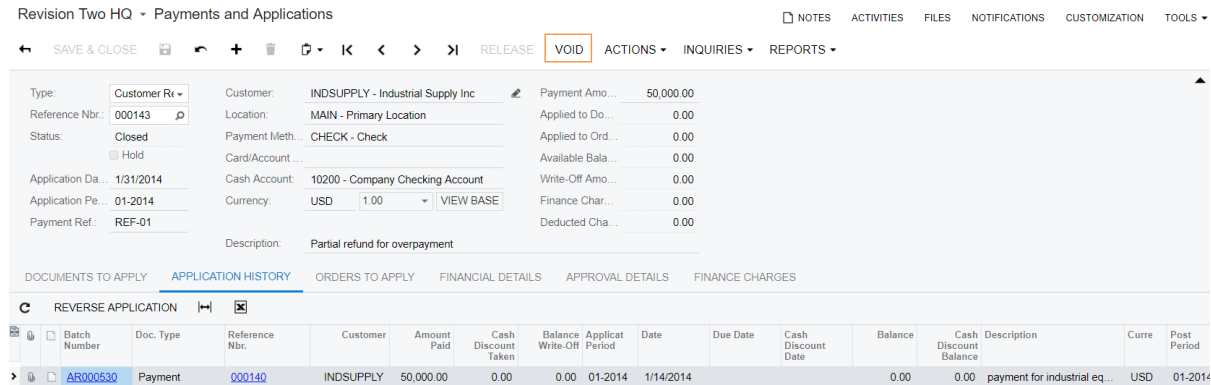 Revision Two HQ Payments and Applications NOTES ACTIVITIES FILES NOTIFICATIONS CUSTOMIZATION TOOLS
SAVE & CLOSE RELEASE VOID ACTIONS INQUIRIES REPORTS
Type: Customer Re Customer: INDSUPPLY - Industrial Supply Inc Payment Amo... 50,000.00
Reference Nbr.: 000143 Location: MAIN - Primary Location Applied to Do... 0.00
Status: Closed Payment Meth... CHECK - Check Applied to Ord... 0.00
Hold Card/Account ... Available Bala... 0.00
Application Da... 1/31/2014 Cash Account: 10200 - Company Checking Account Write-Off Amo... 0.00
Application Pe... 01-2014 Currency: USD 1.00 VIEW BASE Finance Char... 0.00
Payment Ref.: REF-01 Deducted Cha... 0.00
Description: Partial refund for overpayment
DOCUMENTS TO APPLY APPLICATION HISTORY ORDERS TO APPLY FINANCIAL DETAILS APPROVAL DETAILS FINANCE CHARGES
REVERSE APPLICATION
Batch Doc. Type Reference Customer Amount Cash Balance Applicat Date Due Date Cash Balance Cash Description Curre Post
Number Nbr. Paid Discount Write-Off Period Discount Discount Period
Taken Date Balance
AR000530 Payment 000140 INDSUPPLY 50,000.00 0.00 0.00 01-2014 1/14/2014 0.00 0.00 payment for industrial eq... USD 01-2014